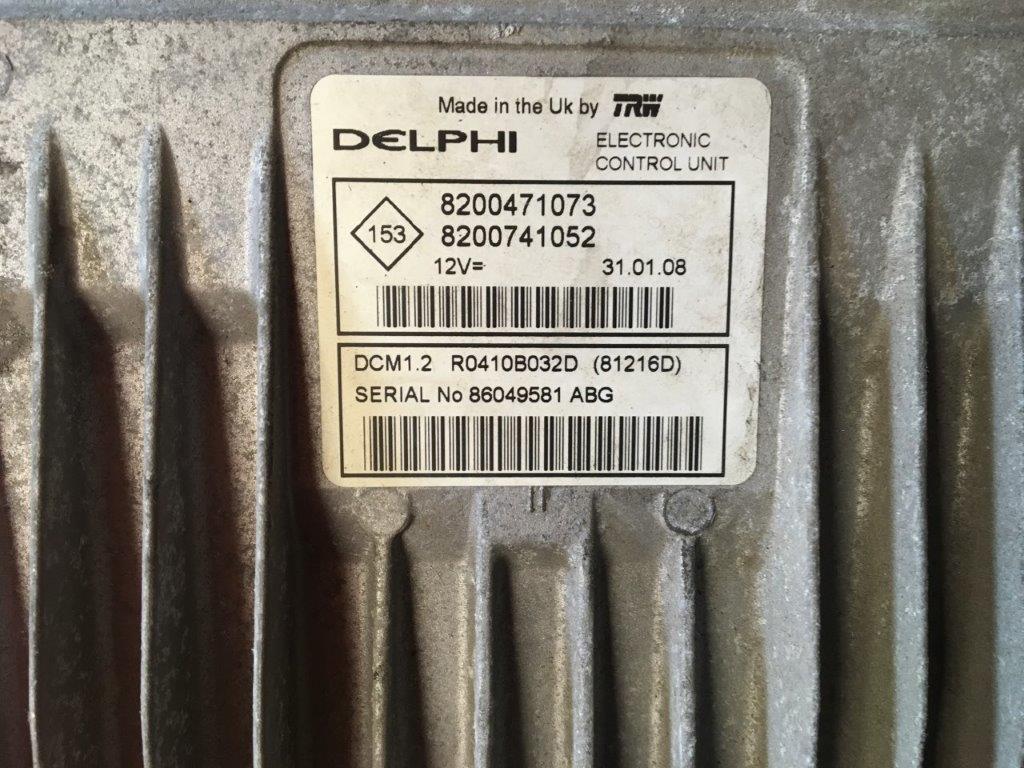 Made in the Uk by TRW
DELPHI
ELECTRONIC
CONTROL UNIT
153
8200471073
8200741052
12V=
31.01.08
DCM1.2 R0410B032D (81216D)
SERIAL No 86049581 ABG